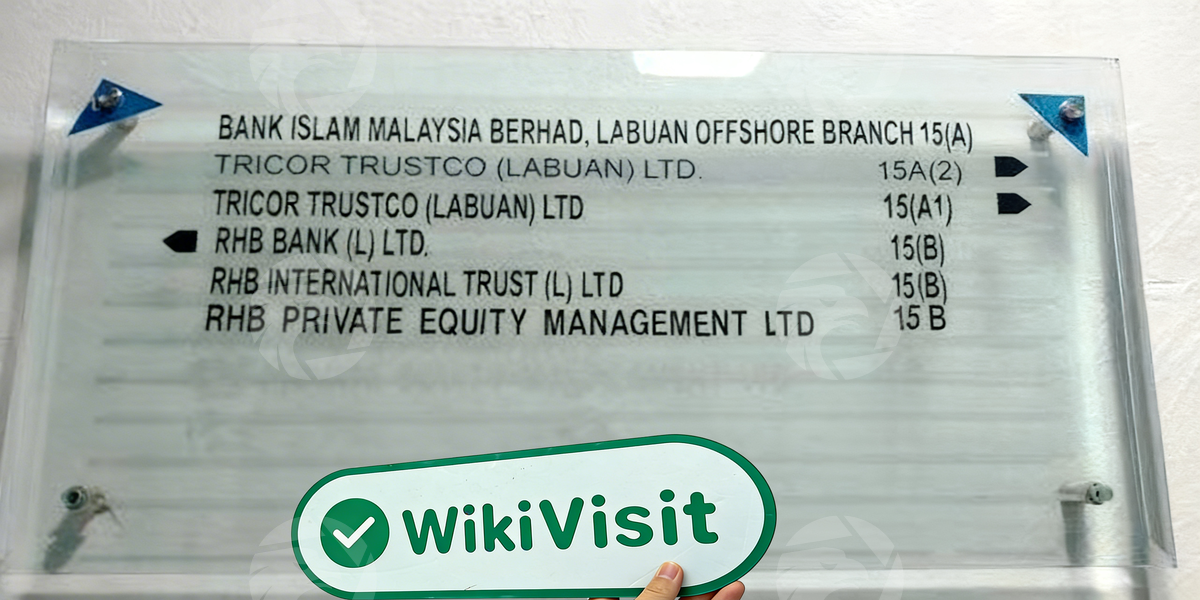 BANK ISLAM MALAYSIA BERHAD, LABUAN OFFSHORE BRANCH 15(A)
TRICOR TRUSTCO (LABUAN) LTD. 15A(2)
TRICOR TRUSTCO (LABUAN) LTD 15(A1)
RHB BANK (L) LTD. 15(B)
RHB INTERNATIONAL TRUST (L) LTD 15(B)
RHB PRIVATE EQUITY MANAGEMENT LTD 15 B
WikiVisit